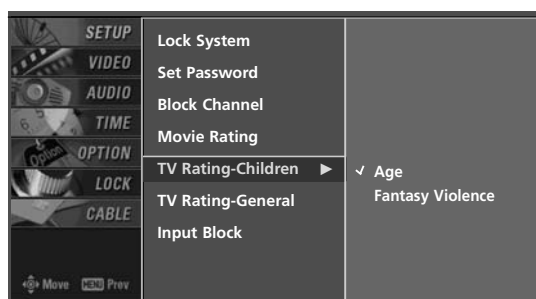 SETUP
VIDEO
AUDIO
TIME
OPTION
LOCK
CABLE
Move MENU Prev
Lock System
Set Password
Block Channel
Movie Rating
TV Rating-Children ►
TV Rating-General
Input Block
✓ Age
Fantasy Violence